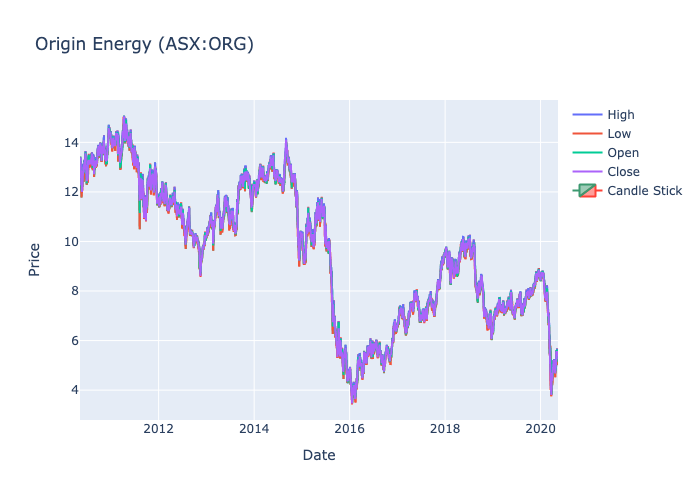 Origin Energy (ASX:ORG)
High
Low
Open
Close
Candle Stick
14
12
10
8
6
4
Price
2012 2014 2016 2018 2020
Date